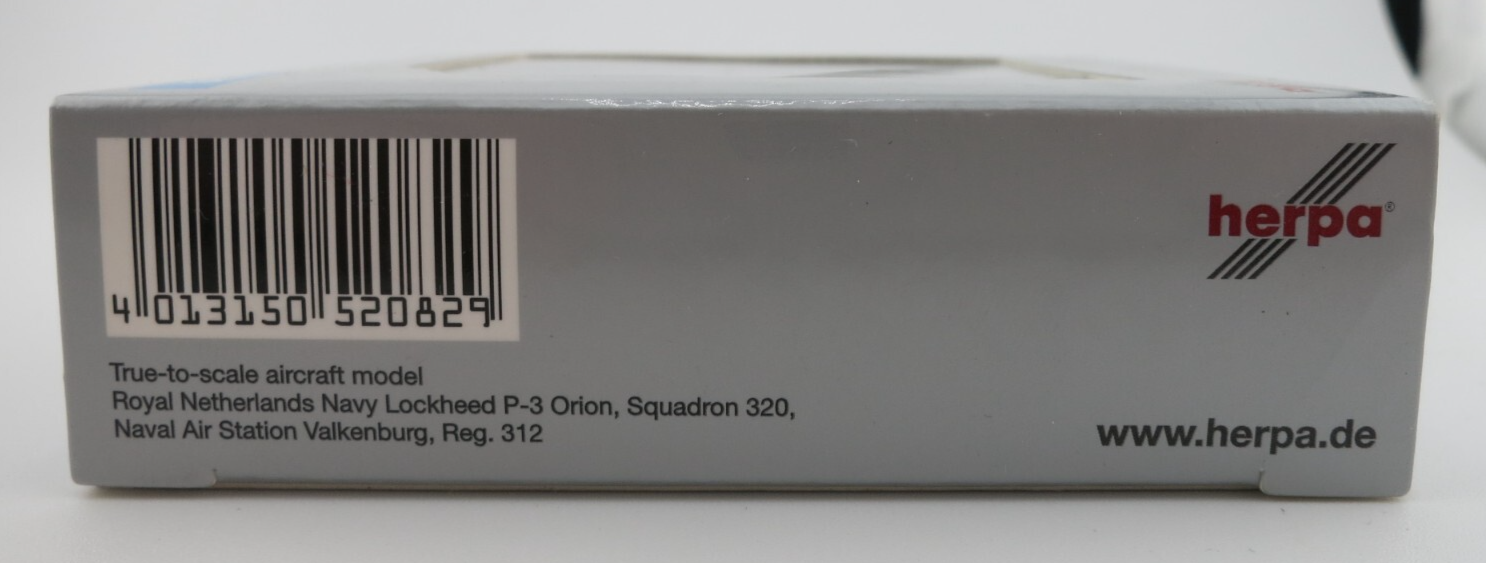 herpa®
4 013150 520829
True-to-scale aircraft model
Royal Netherlands Navy Lockheed P-3 Orion, Squadron 320,
Naval Air Station Valkenburg, Reg. 312
www.herpa.de